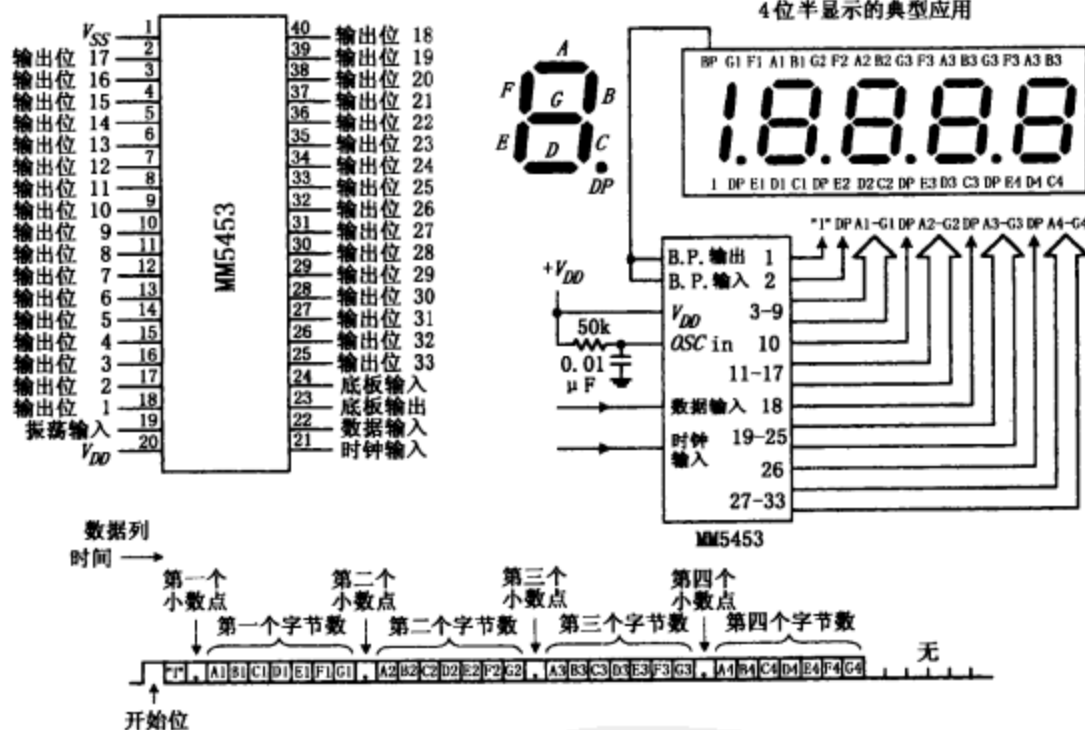 4位半显示的典型应用
VSS 1
输出位 17 2
输出位 16 3
输出位 15 4
输出位 14 5
输出位 13 6
输出位 12 7
输出位 11 8
输出位 10 9
输出位 9 10
输出位 8 11
输出位 7 12
输出位 6 13
输出位 5 14
输出位 4 15
输出位 3 16
输出位 2 17
输出位 1 18
振荡输入 19
VDD 20
MM5453
40 输出位 18
39 输出位 19
38 输出位 20
37 输出位 21
36 输出位 22
35 输出位 23
34 输出位 24
33 输出位 25
32 输出位 26
31 输出位 27
30 输出位 28
29 输出位 29
28 输出位 30
27 输出位 31
26 输出位 32
25 输出位 33
24 底板输入
23 底板输出
22 数据输入
21 时钟输入
A
F G B
E D C
DP
BP G1 F1 A1 B1 G2 F2 A2 B2 G3 F3 A3 B3 G3 F3 A3 B3
1.8.8.8.8
1 DP E1 D1 C1 DP E2 D2 C2 DP E3 D3 C3 DP E4 D4 C4
"1" DP A1-G1 DP A2-G2 DP A3-G3 DP A4-G4
+VDD
50k
0.01
μF
B.P.输出 1
B.P.输入 2
VDD 3-9
OSC in 10
11-17
数据输入 18
时钟 19-25
输入
26
27-33
MM5453
数据列
时间
第一个 第二个 第三个 第四个
小数点 小数点 小数点 小数点
第一个字节数 第二个字节数 第三个字节数 第四个字节数
"1" . A1 B1 C1 D1 E1 F1 G1 . A2 B2 C2 D2 E2 F2 G2 . A3 B3 C3 D3 E3 F3 G3 . A4 B4 C4 D4 E4 F4 G4 无
开始位